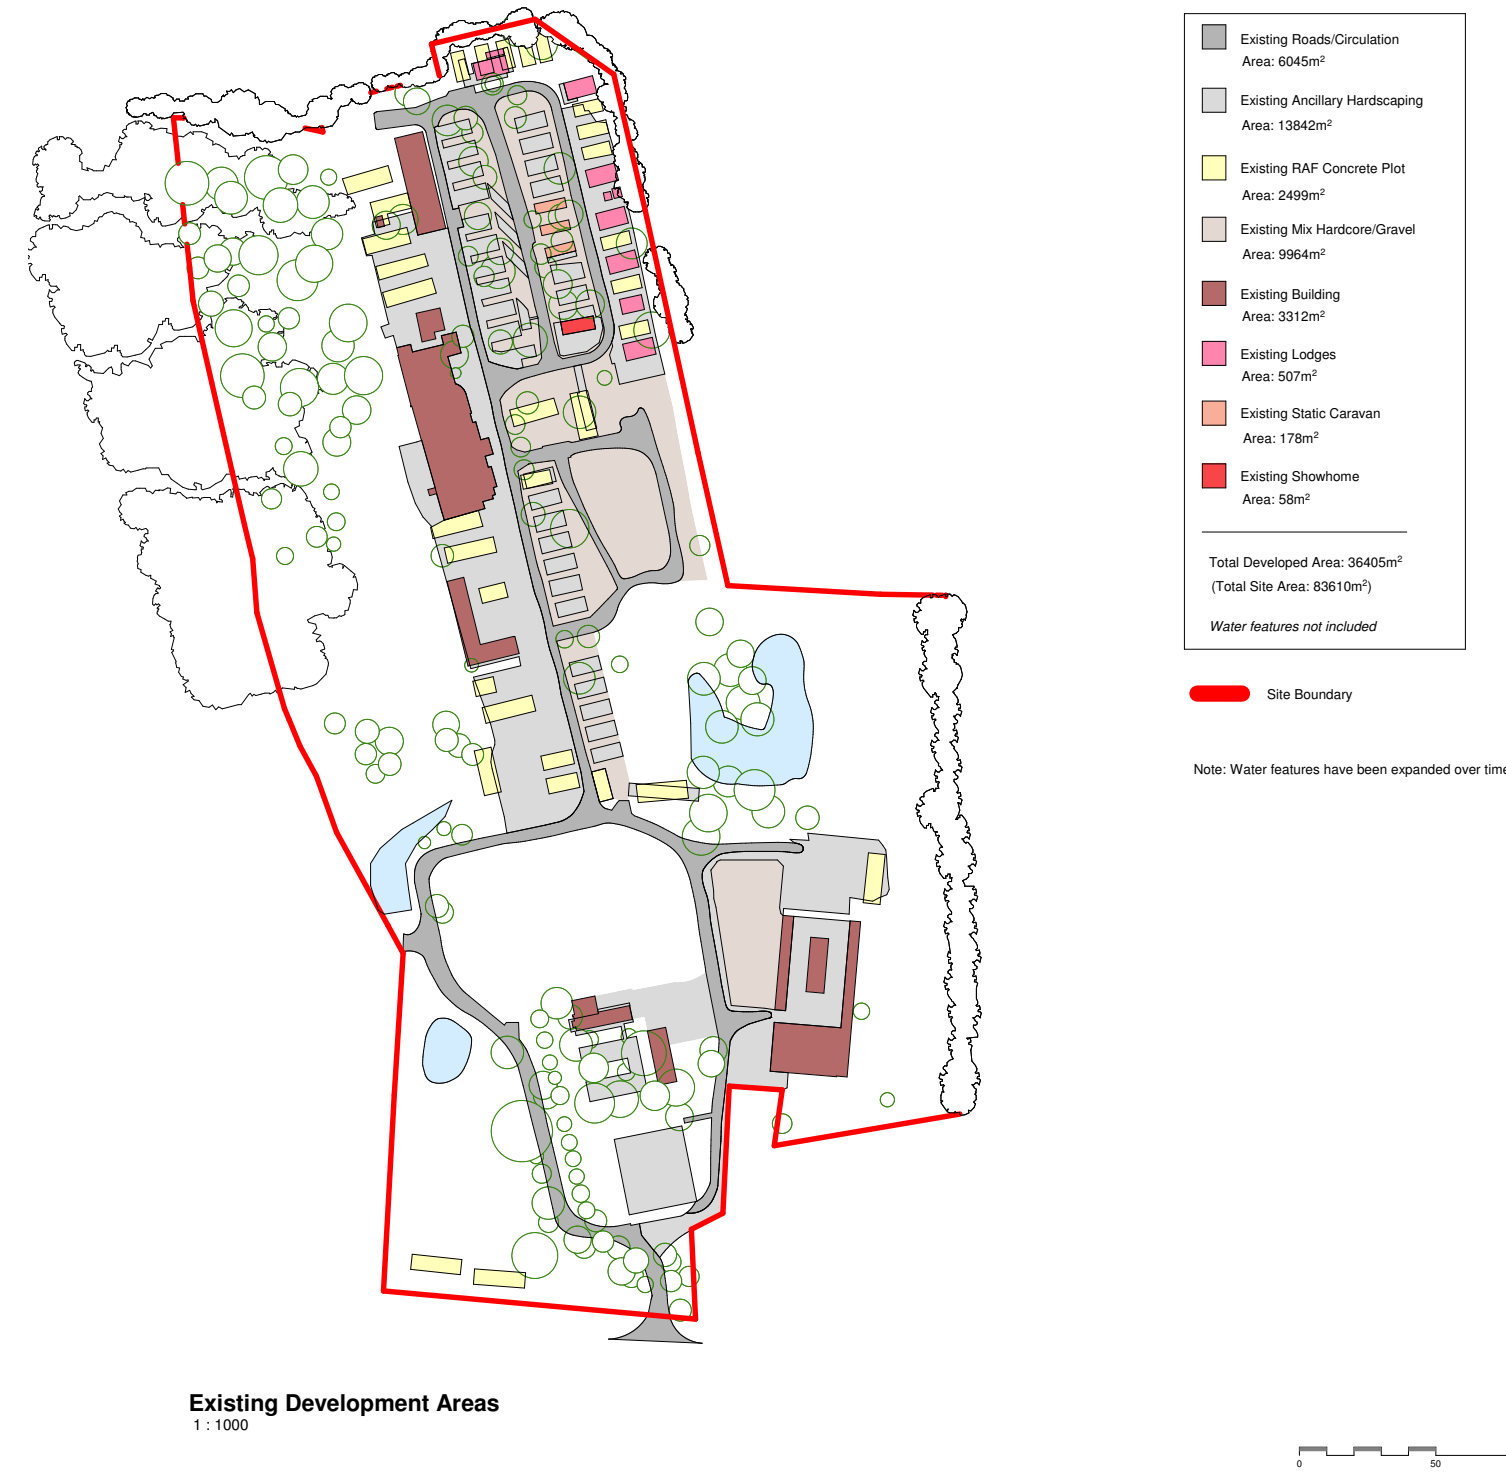 Existing Roads/Circulation
Area: 6045m²
Existing Ancillary Hardscaping
Area: 13842m²
Existing RAF Concrete Plot
Area: 2499m²
Existing Mix Hardcore/Gravel
Area: 9964m²
Existing Building
Area: 3312m²
Existing Lodges
Area: 507m²
Existing Static Caravan
Area: 178m²
Existing Showhome
Area: 58m²
Total Developed Area: 36405m²
(Total Site Area: 83610m²)
Water features not included
Site Boundary
Note: Water features have been expanded over time
Existing Development Areas
1 : 1000
0 50